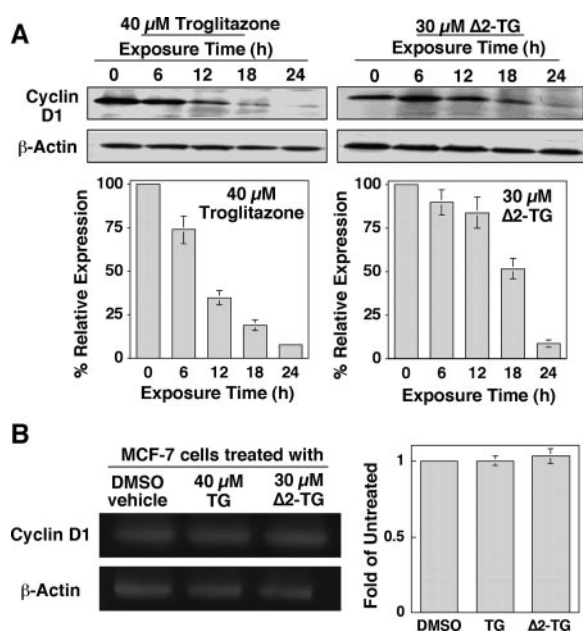 A
40 µM Troglitazone
30 µM Δ2-TG
Exposure Time (h)
Exposure Time (h)
0 6 12 18 24
0 6 12 18 24
Cyclin D1
β-Actin
% Relative Expression
100
75
50
25
0
40 µM
Troglitazone
0 6 12 18 24
Exposure Time (h)
% Relative Expression
100
75
50
25
0
30 µM
Δ2-TG
0 6 12 18 24
Exposure Time (h)
B
MCF-7 cells treated with
DMSO vehicle
40 µM TG
30 µM Δ2-TG
Cyclin D1
β-Actin
Fold of Untreated
1
0.5
0
DMSO TG Δ2-TG